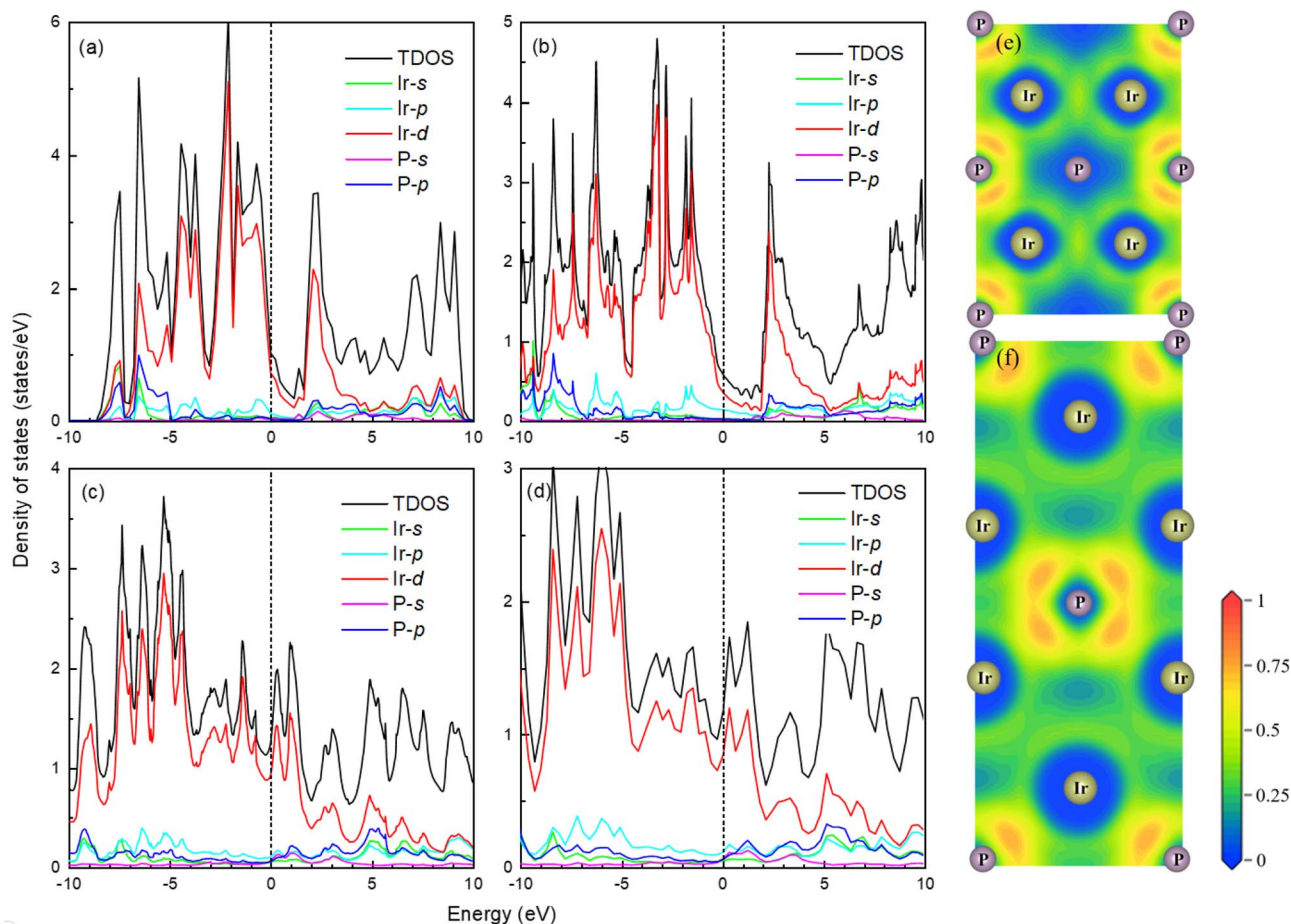 (a)
TDOS
Ir-s
Ir-p
Ir-d
P-s
P-p
6
4
2
0
-10 -5 0 5 10
(b)
TDOS
Ir-s
Ir-p
Ir-d
P-s
P-p
5
4
3
2
1
0
-10 -5 0 5 10
Density of states (states/eV)
(c)
TDOS
Ir-s
Ir-p
Ir-d
P-s
P-p
4
3
2
1
0
-10 -5 0 5 10
(d)
TDOS
Ir-s
Ir-p
Ir-d
P-s
P-p
3
2
1
0
-10 -5 0 5 10
Energy (eV)
(e)
P P
Ir Ir
P P P
Ir Ir
P P
(f)
P P
Ir
Ir Ir
P
Ir Ir
Ir
P P
1
0.75
0.5
0.25
0